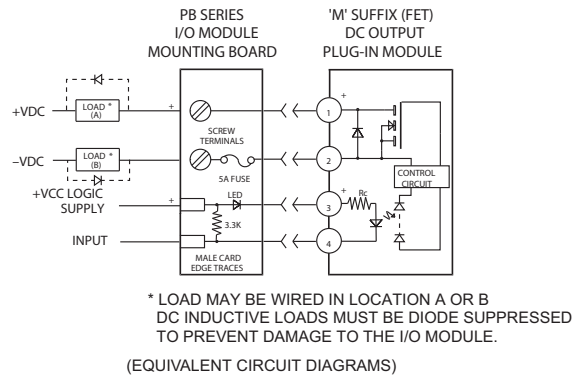 PB SERIES
I/O MODULE
MOUNTING BOARD
'M' SUFFIX (FET)
DC OUTPUT
PLUG-IN MODULE
+VDC
LOAD *
(A)
+
+
1
SCREW
TERMINALS
–VDC
LOAD *
(B)
5A FUSE
2
CONTROL
CIRCUIT
+VCC LOGIC
SUPPLY
+
LED
+
3
Rc
3.3K
INPUT
4
MALE CARD
EDGE TRACES
* LOAD MAY BE WIRED IN LOCATION A OR B
DC INDUCTIVE LOADS MUST BE DIODE SUPPRESSED
TO PREVENT DAMAGE TO THE I/O MODULE.
(EQUIVALENT CIRCUIT DIAGRAMS)